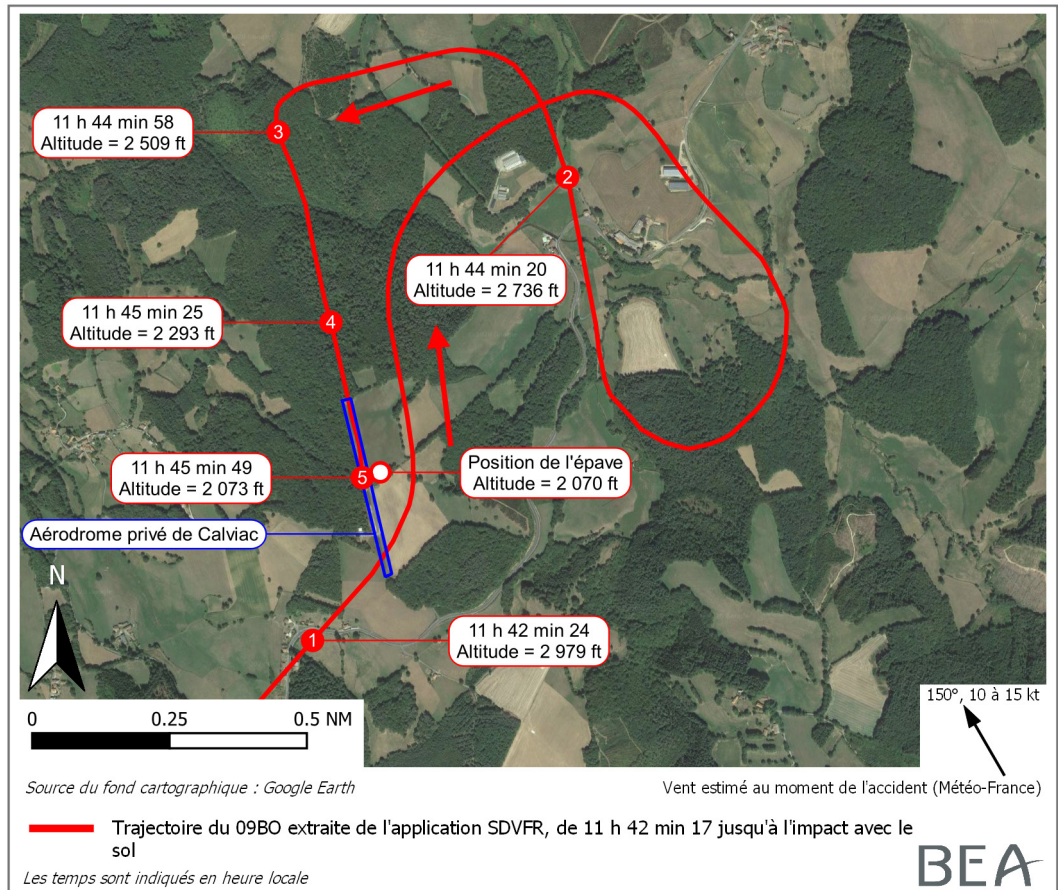 3
11 h 44 min 58
Altitude = 2 509 ft
2
11 h 44 min 20
Altitude = 2 736 ft
11 h 45 min 25
Altitude = 2 293 ft
4
11 h 45 min 49
Altitude = 2 073 ft
5
Position de l'épave
Altitude = 2 070 ft
Aérodrome privé de Calviac
N
1
11 h 42 min 24
Altitude = 2 979 ft
150°, 10 à 15 kt
0 0.25 0.5 NM
Source du fond cartographique : Google Earth
Vent estimé au moment de l'accident (Météo-France)
Trajectoire du 09BO extraite de l'application SDVFR, de 11 h 42 min 17 jusqu'à l'impact avec le
sol
Les temps sont indiqués en heure locale
BEA